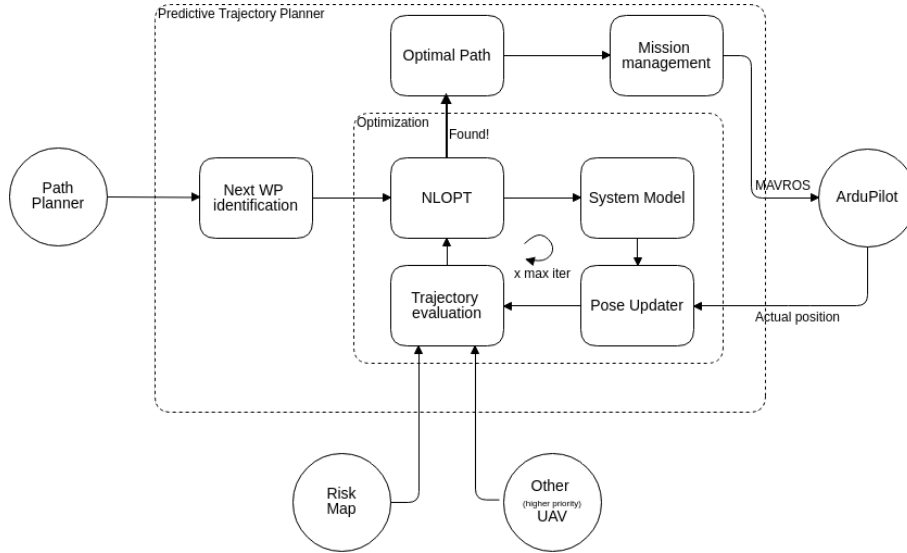 Predictive Trajectory Planner
Optimal Path
Mission
management
Optimization
Found!
Path
Planner
Next WP
identification
NLOPT
System Model
MAVROS
ArduPilot
x max iter
Trajectory
evaluation
Pose Updater
Actual position
Risk
Map
Other
(higher priority)
UAV